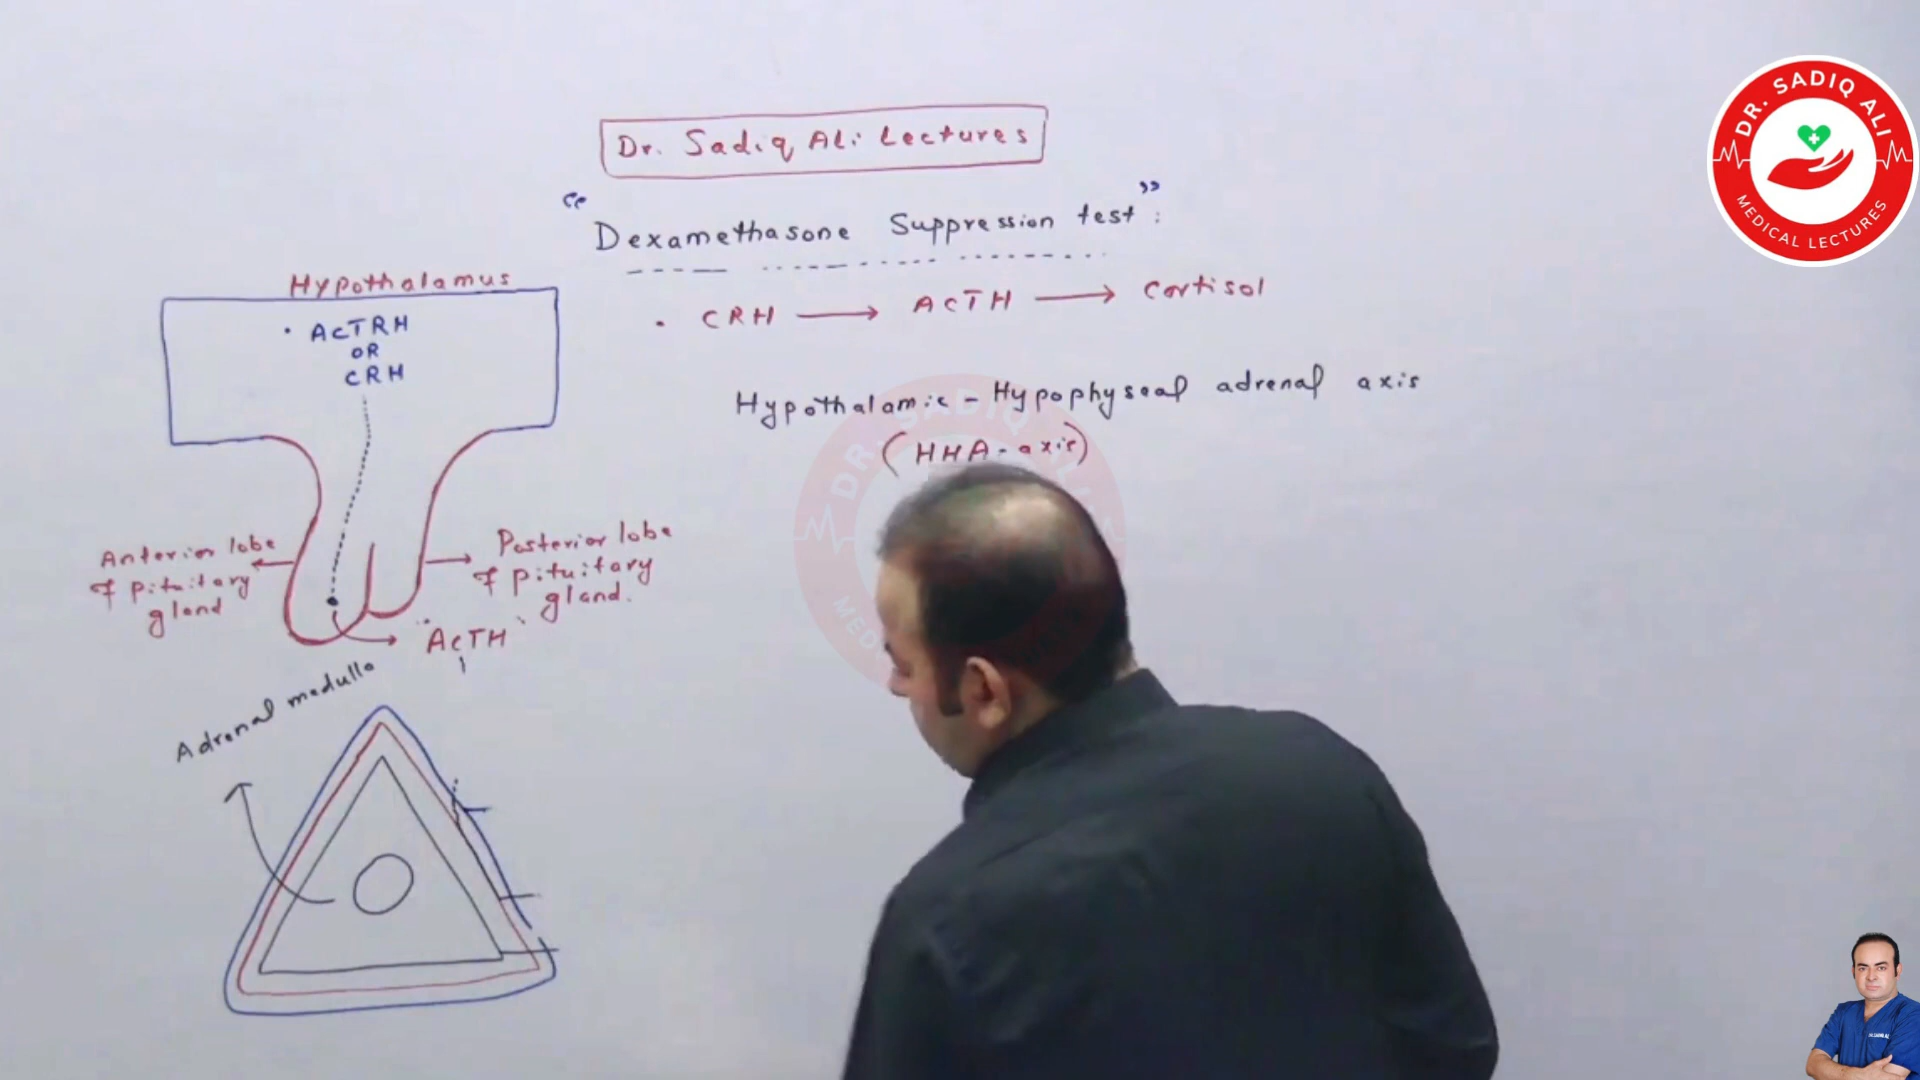 Dr. Sadiq Ali Lectures
"Dexamethasone Suppression test":
• CRH → ACTH → Cortisol
Hypothalamic - Hypophyseal adrenal axis
(HHA-axis)
Hypothalamus
• ACTRH
OR
CRH
Anterior lobe
of pituitary
gland
Posterior lobe
of pituitary
gland.
"ACTH"
Adrenal medulla
DR. SADIQ ALI
MEDICAL LECTURES